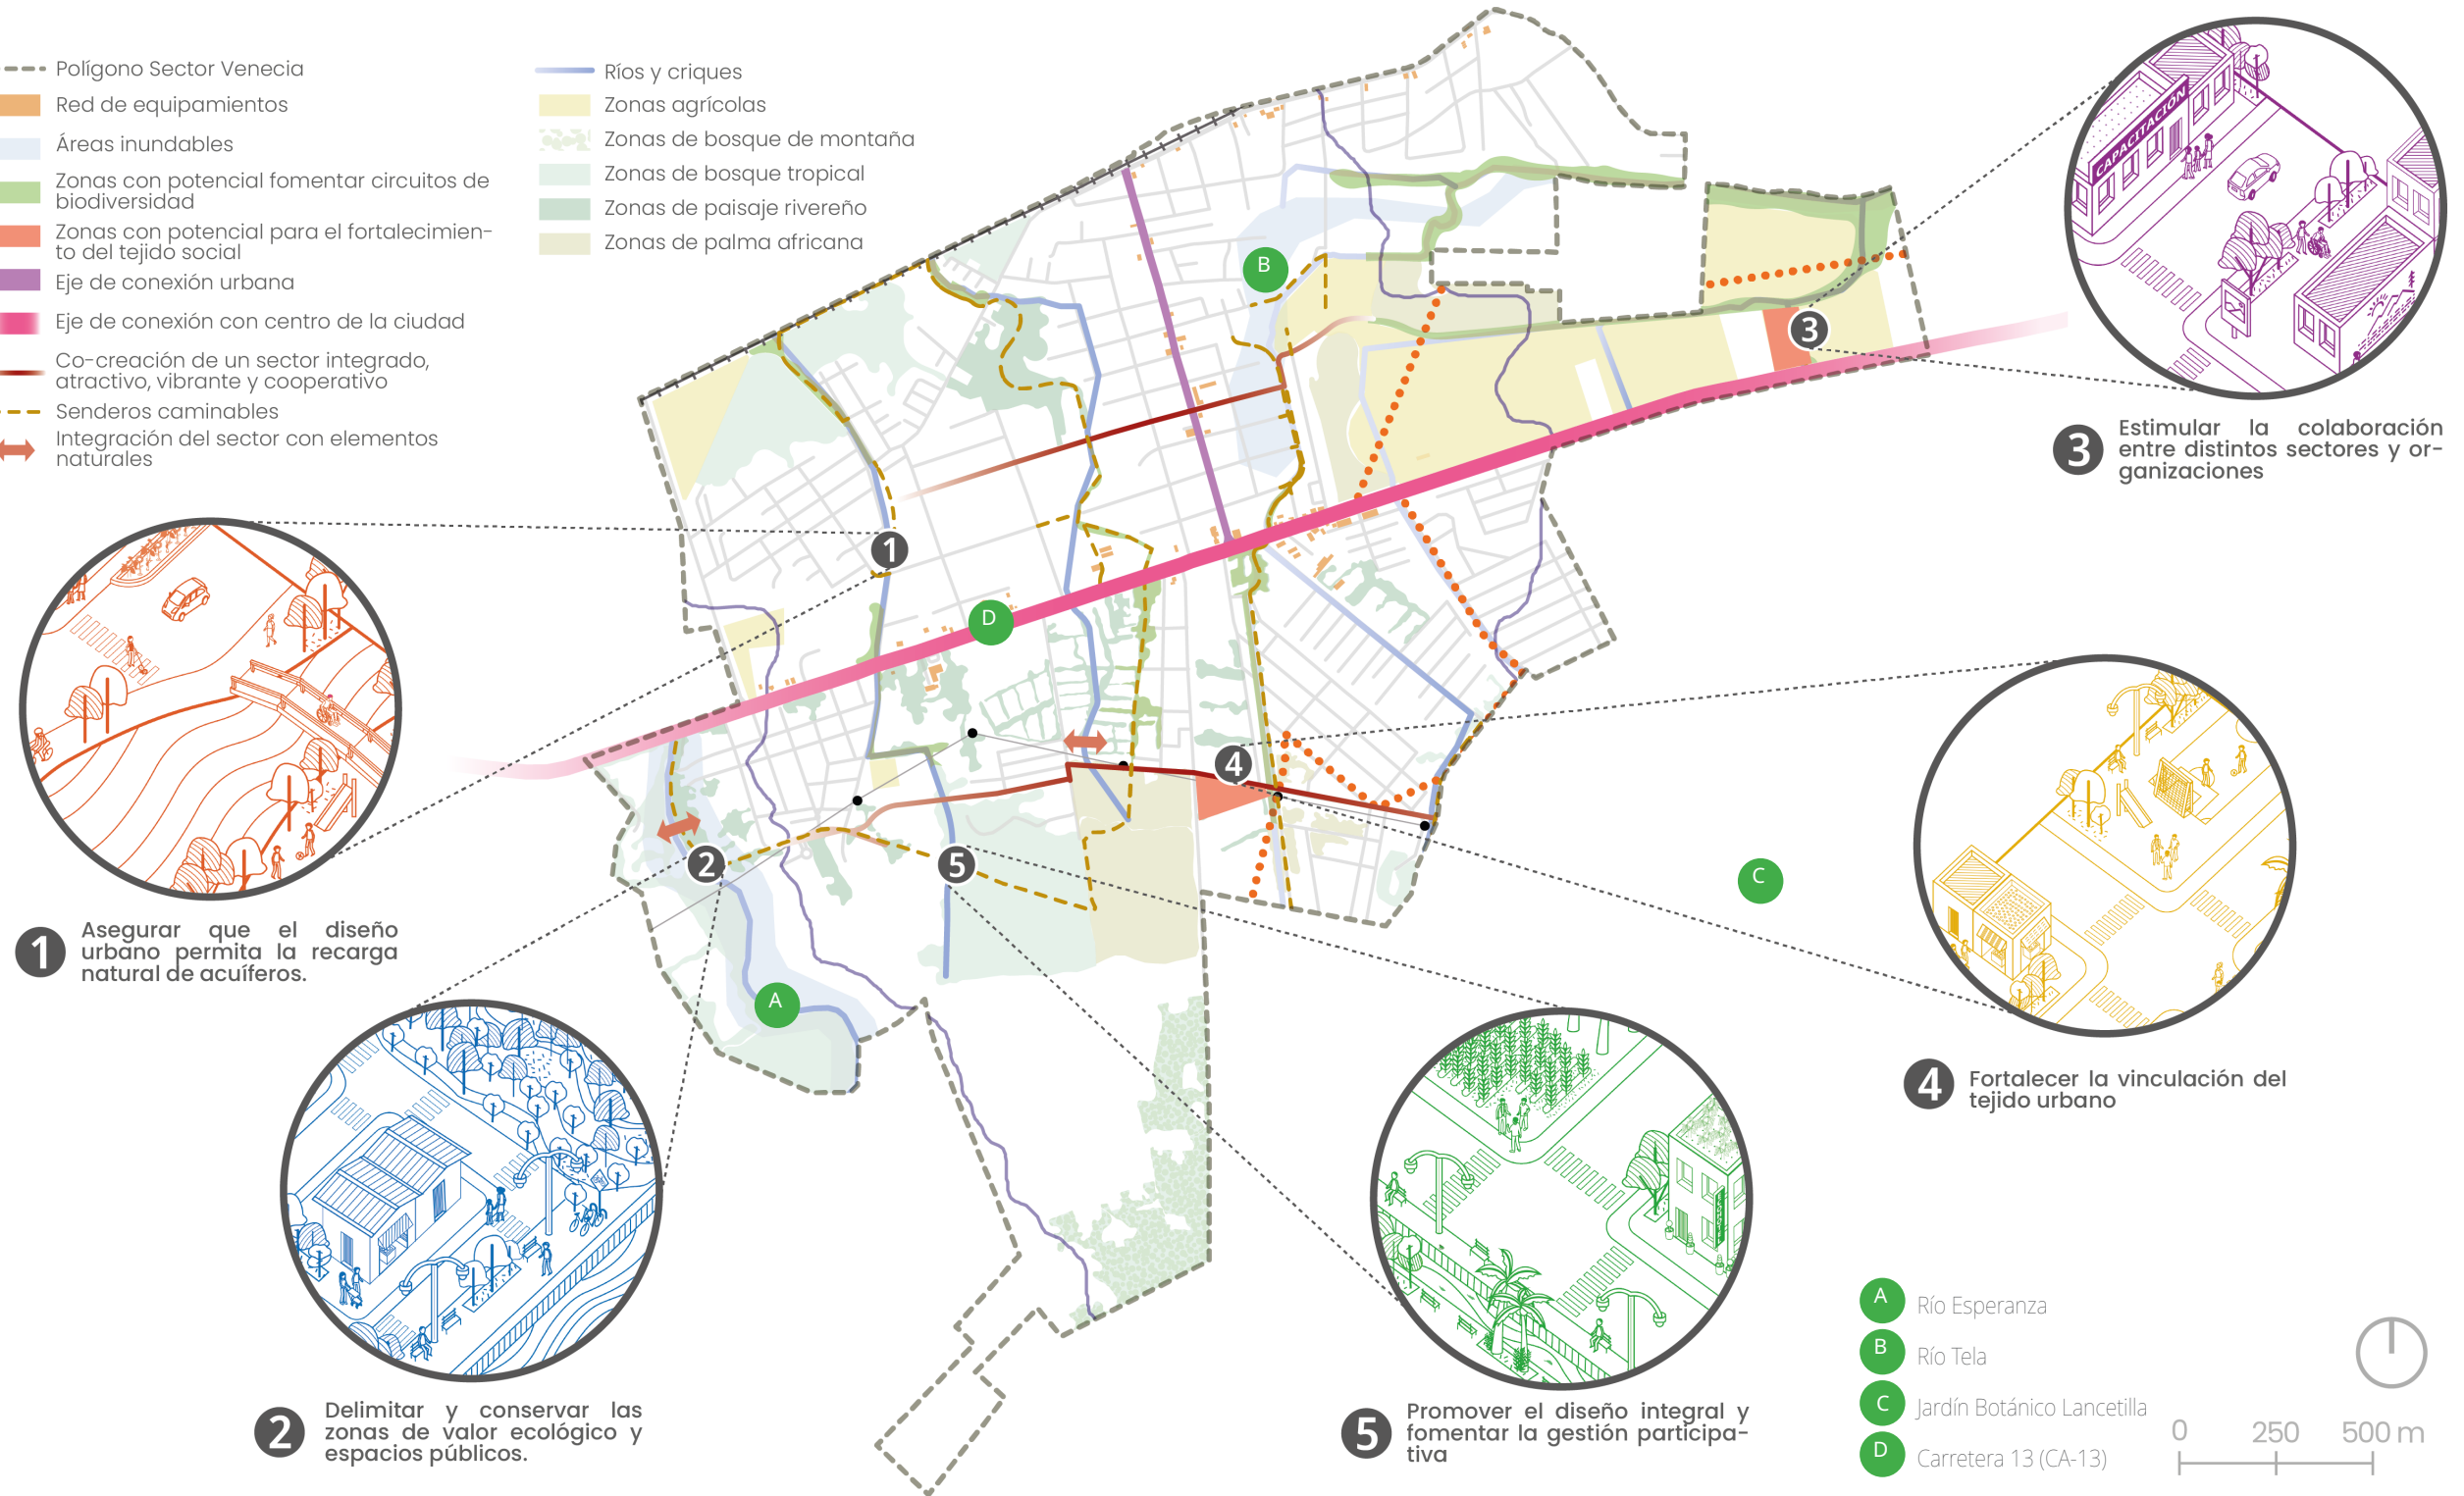 Polígono Sector Venecia
Red de equipamientos
Áreas inundables
Zonas con potencial fomentar circuitos de
biodiversidad
Zonas con potencial para el fortalecimien-
to del tejido social
Eje de conexión urbana
Eje de conexión con centro de la ciudad
Co-creación de un sector integrado,
atractivo, vibrante y cooperativo
Senderos caminables
Integración del sector con elementos
naturales
Ríos y criques
Zonas agrícolas
Zonas de bosque de montaña
Zonas de bosque tropical
Zonas de paisaje rivereño
Zonas de palma africana
CAPACITACIÓN
B
3
3 Estimular la colaboración
entre distintos sectores y or-
ganizaciones
1
D
4
2
5
C
A
1 Asegurar que el diseño
urbano permita la recarga
natural de acuíferos.
4 Fortalecer la vinculación del
tejido urbano
2 Delimitar y conservar las
zonas de valor ecológico y
espacios públicos.
5 Promover el diseño integral y
fomentar la gestión participa-
tiva
A Río Esperanza
B Río Tela
C Jardín Botánico Lancetilla
D Carretera 13 (CA-13)
0 250 500 m